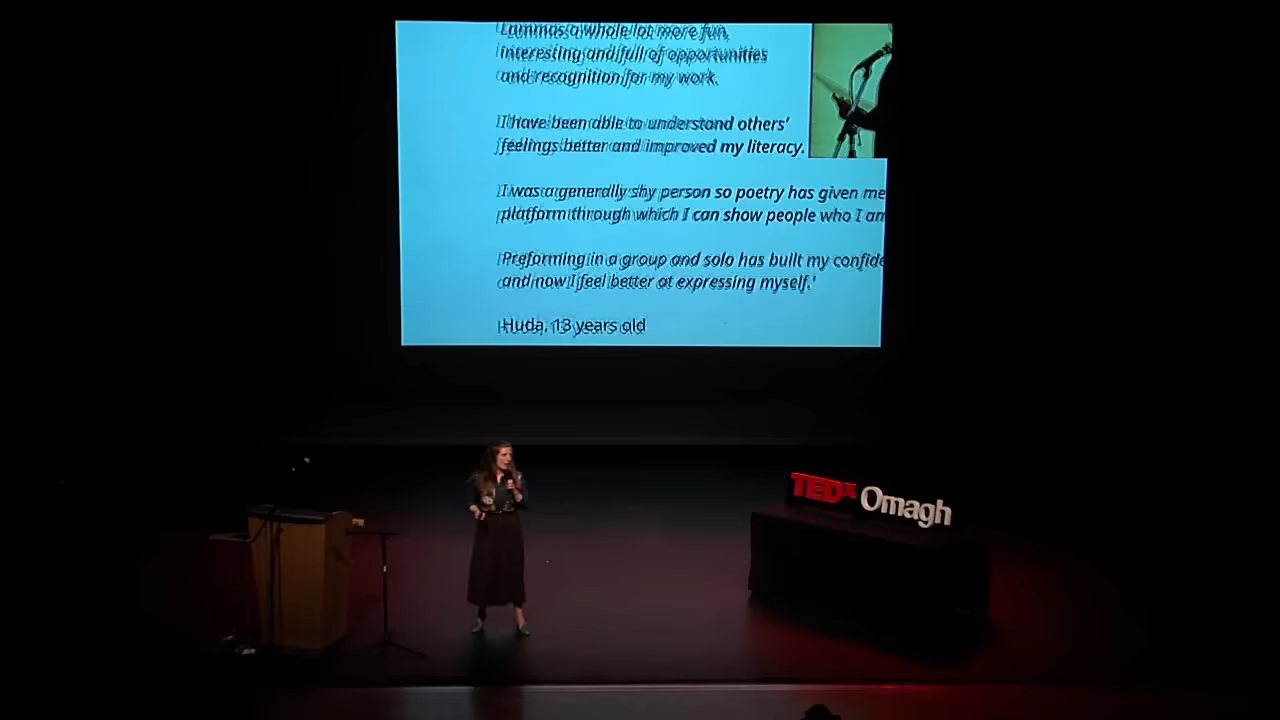 a whole lot more fun,
interesting and full of opportunities
and recognition for my work.
I have been able to understand others'
feelings better and improved my literacy.
I was a generally shy person so poetry has given me
platform through which I can show people who I am
Preforming in a group and solo has built my confide
and now I feel better at expressing myself.'
Huda, 13 years old
TEDx Omagh